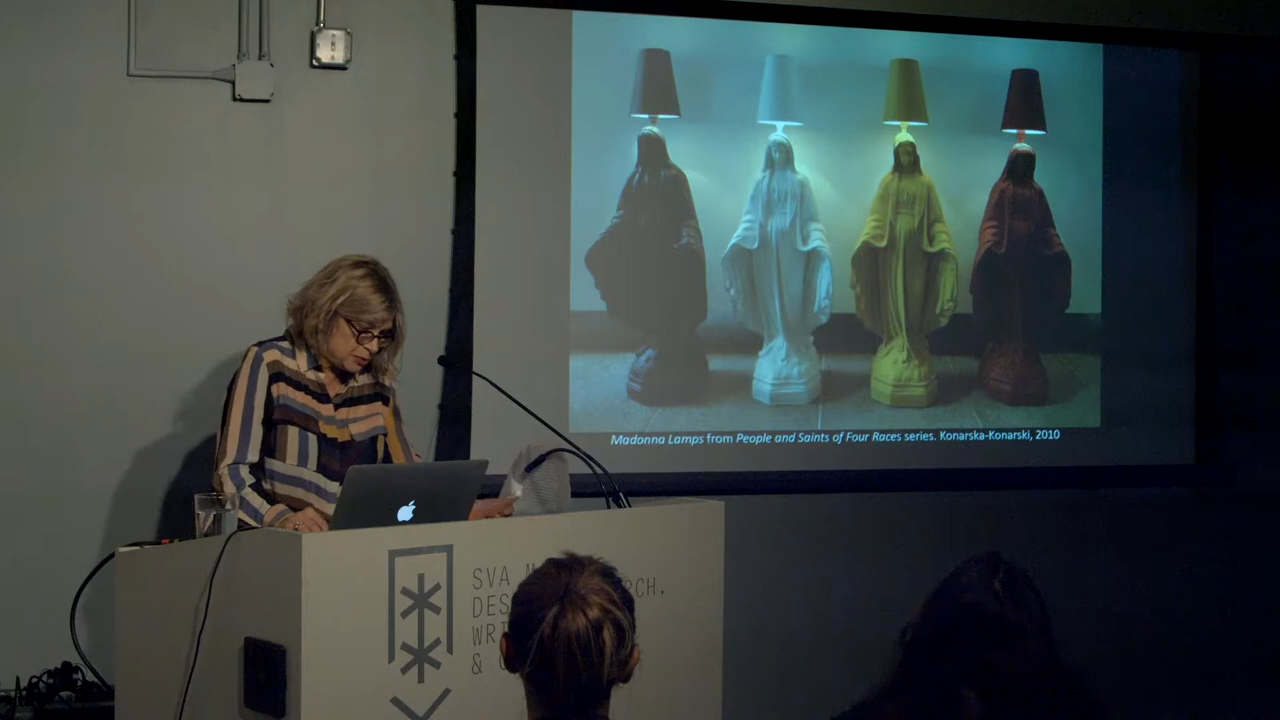 Madonna Lamps from People and Saints of Four Races series. Konarska-Konarski, 2010
SVA
DES
WRI
&